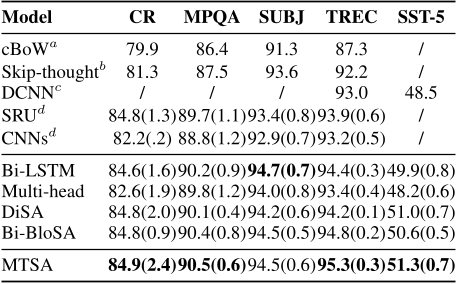 Model CR MPQA SUBJ TREC SST-5
cBoW^a 79.9 86.4 91.3 87.3 /
Skip-thought^b 81.3 87.5 93.6 92.2 /
DCNN^c / / / 93.0 48.5
SRU^d 84.8(1.3) 89.7(1.1) 93.4(0.8) 93.9(0.6) /
CNNs^d 82.2(.2) 88.8(1.2) 92.9(0.7) 93.2(0.5) /
Bi-LSTM 84.6(1.6) 90.2(0.9) 94.7(0.7) 94.4(0.3) 49.9(0.8)
Multi-head 82.6(1.9) 89.8(1.2) 94.0(0.8) 93.4(0.4) 48.2(0.6)
DiSA 84.8(2.0) 90.1(0.4) 94.2(0.6) 94.2(0.1) 51.0(0.7)
Bi-BloSA 84.8(0.9) 90.4(0.8) 94.5(0.5) 94.8(0.2) 50.6(0.5)
MTSA 84.9(2.4) 90.5(0.6) 94.5(0.6) 95.3(0.3) 51.3(0.7)